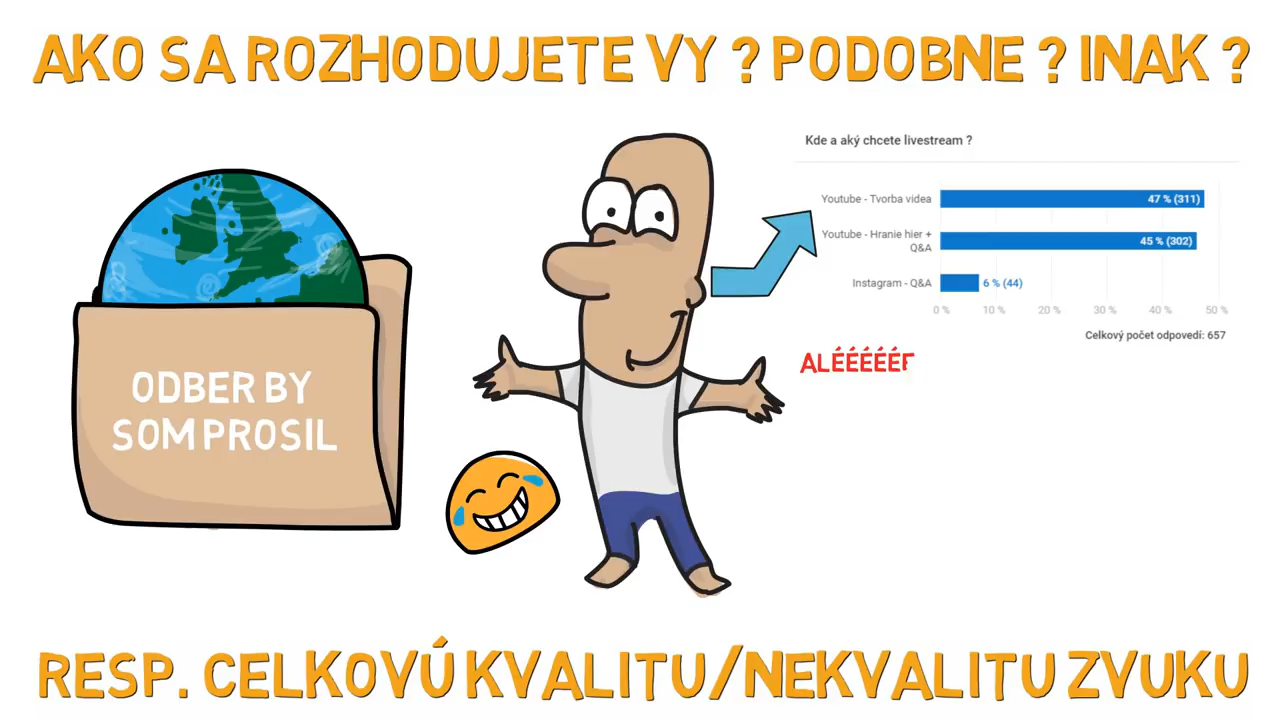 AKO SA ROZHODUJETE VY ? PODOBNE ? INAK ?
Kde a aký chcete livestream ?
Youtube - Tvorba videa
47 % (311)
Youtube - Hranie hier +
Q&A
45 % (302)
Instagram - Q&A
6 % (44)
0 % 10 % 20 % 30 % 40 % 50 %
Celkový počet odpovedí: 657
ODBER BY
SOM PROSIL
RESP. CELKOVÚ KVALITU/NEKVALITU ZVUKU